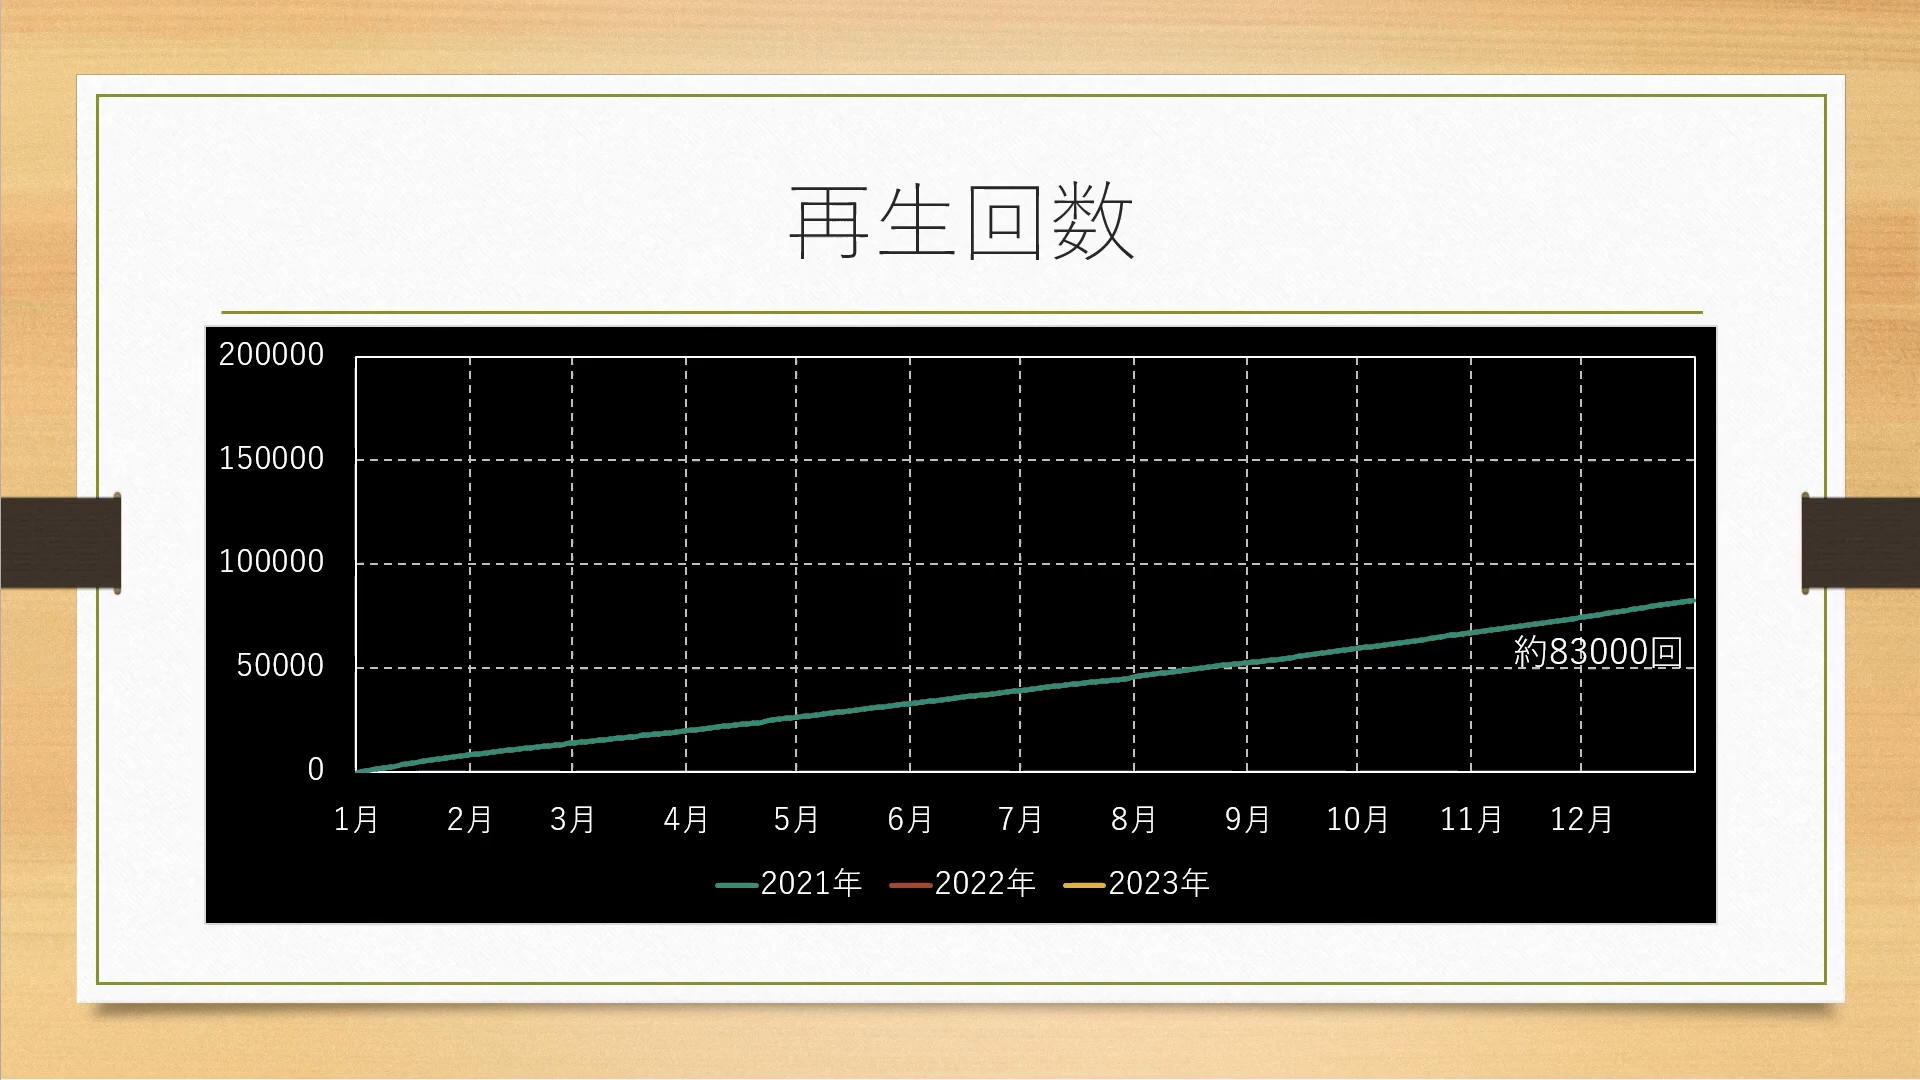 再生回数
200000
150000
100000
50000
0
約83000回
1月 2月 3月 4月 5月 6月 7月 8月 9月 10月 11月 12月
2021年 2022年 2023年